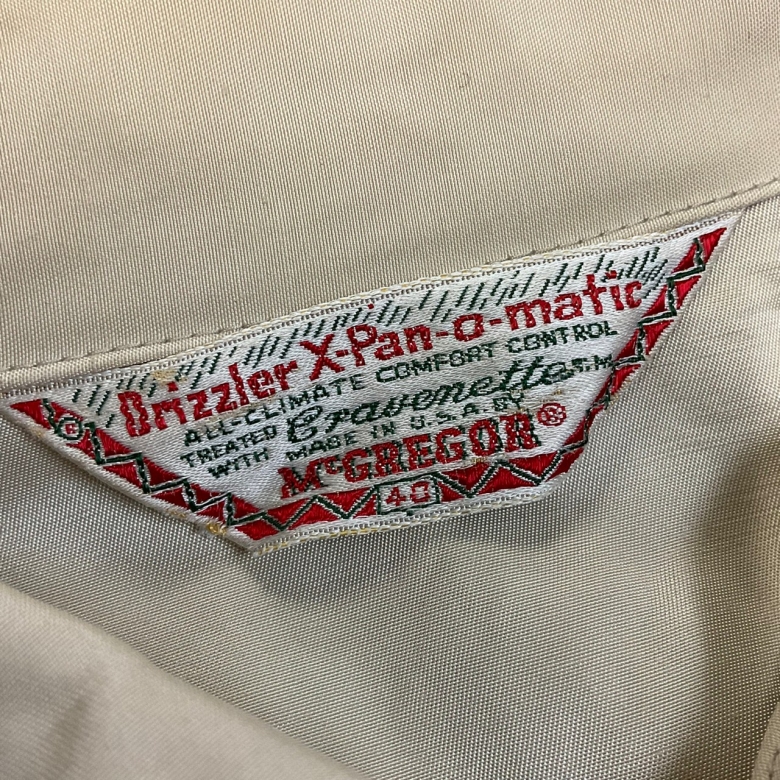 ® Drizzler X-Pan-o-matic
ALL-CLIMATE COMFORT CONTROL
TREATED WITH Cravenette T.M.
MADE IN U.S.A. BY
McGREGOR®
40